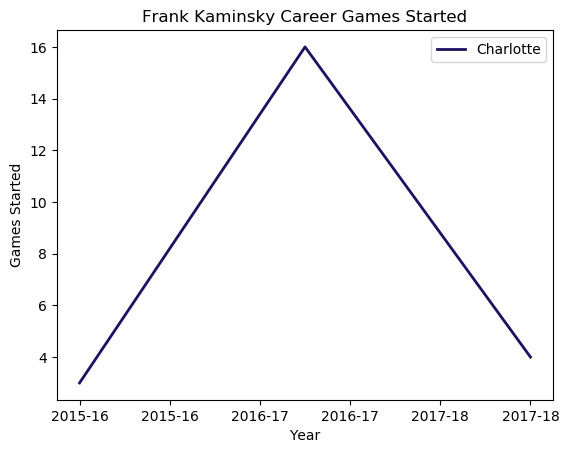 Frank Kaminsky Career Games Started
Charlotte
16
14
12
10
8
6
4
Games Started
2015-16 2015-16 2016-17 2016-17 2017-18 2017-18
Year